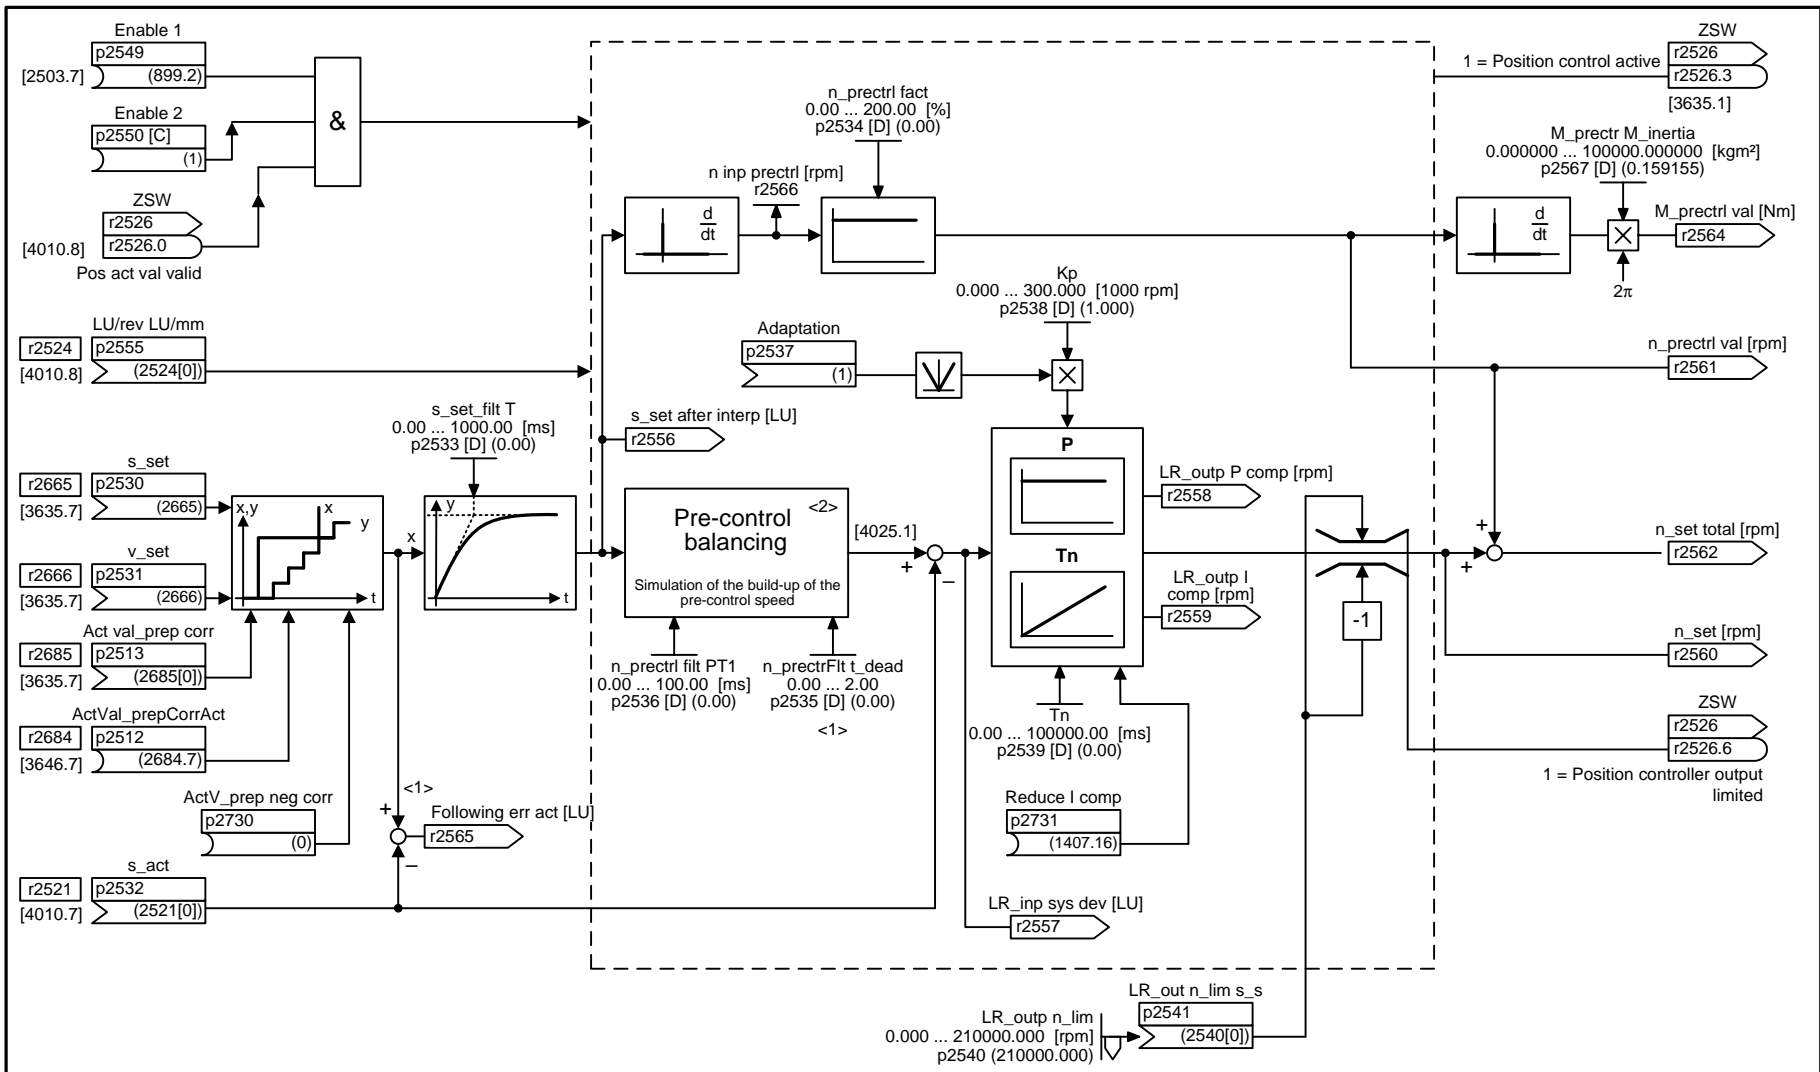 Enable 1
p2549
(899.2)
[2503.7]
Enable 2
p2550 [C]
(1)
&
ZSW
r2526
r2526.0
[4010.8]
Pos act val valid
LU/rev LU/mm
r2524
p2555
(2524[0])
[4010.8]
s_set
r2665
p2530
(2665)
[3635.7]
v_set
r2666
p2531
(2666)
[3635.7]
Act val_prep corr
r2685
p2513
(2685[0])
[3635.7]
ActVal_prepCorrAct
r2684
p2512
(2684.7)
[3646.7]
ActV_prep neg corr
p2730
(0)
s_act
r2521
p2532
(2521[0])
[4010.7]
x,y
x
y
t
x
s_set_filt T
0.00 ... 1000.00 [ms]
p2533 [D] (0.00)
y
t
<1>
+
–
Following err act [LU]
r2565
n_prectrl fact
0.00 ... 200.00 [%]
p2534 [D] (0.00)
n inp prectrl [rpm]
r2566
d
dt
Kp
0.000 ... 300.000 [1000 rpm]
p2538 [D] (1.000)
Adaptation
p2537
(1)
s_set after interp [LU]
r2556
Pre-control
balancing
<2>
Simulation of the build-up of the
pre-control speed
[4025.1]
+
–
n_prectrl filt PT1
0.00 ... 100.00 [ms]
p2536 [D] (0.00)
n_prectrFlt t_dead
0.00 ... 2.00
p2535 [D] (0.00)
<1>
P
Tn
LR_outp P comp [rpm]
r2558
LR_outp I
comp [rpm]
r2559
Tn
0.00 ... 100000.00 [ms]
p2539 [D] (0.00)
Reduce I comp
p2731
(1407.16)
LR_inp sys dev [LU]
r2557
-1
LR_outp n_lim
0.000 ... 210000.000 [rpm]
p2540 (210000.000)
LR_out n_lim s_s
p2541
(2540[0])
ZSW
1 = Position control active
r2526
r2526.3
[3635.1]
M_prectr M_inertia
0.000000 ... 100000.000000 [kgm²]
p2567 [D] (0.159155)
d
dt
2π
M_prectrl val [Nm]
r2564
n_prectrl val [rpm]
r2561
+
+
n_set total [rpm]
r2562
n_set [rpm]
r2560
ZSW
r2526
r2526.6
1 = Position controller output
limited